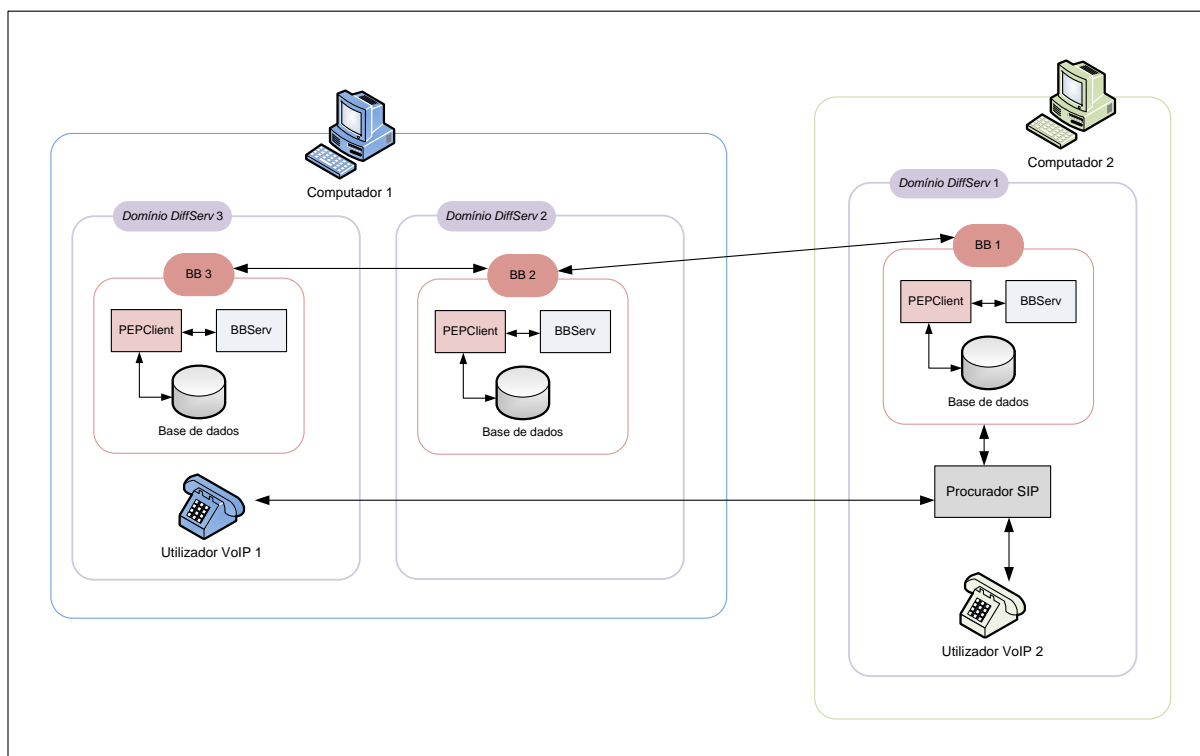 Computador 1
Domínio DiffServ 3
BB 3
PEPClient
BBServ
Base de dados
Utilizador VoIP 1
Domínio DiffServ 2
BB 2
PEPClient
BBServ
Base de dados
Computador 2
Domínio DiffServ 1
BB 1
PEPClient
BBServ
Base de dados
Procurador SIP
Utilizador VoIP 2